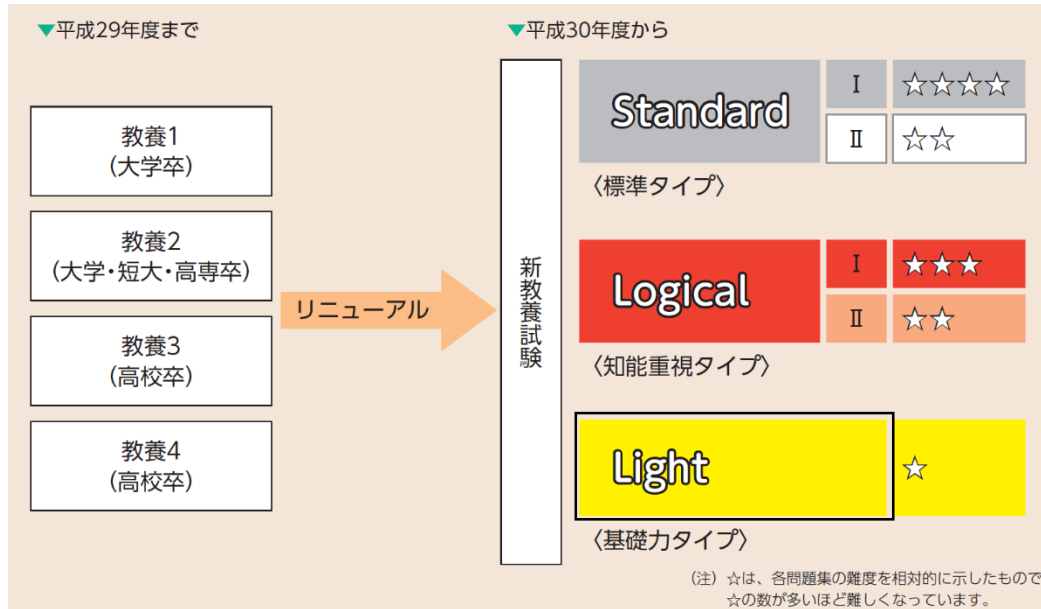 ▼平成29年度まで
教養1
(大学卒)
教養2
(大学・短大・高専卒)
教養3
(高校卒)
教養4
(高校卒)
リニューアル
▼平成30年度から
新教養試験
Standard
Ⅰ
☆☆☆☆
Ⅱ
☆☆
〈標準タイプ〉
Logical
Ⅰ
☆☆☆
Ⅱ
☆☆
〈知能重視タイプ〉
Light
☆
〈基礎力タイプ〉
(注) ☆は、各問題集の難度を相対的に示したもので
☆の数が多いほど難しくなっています。